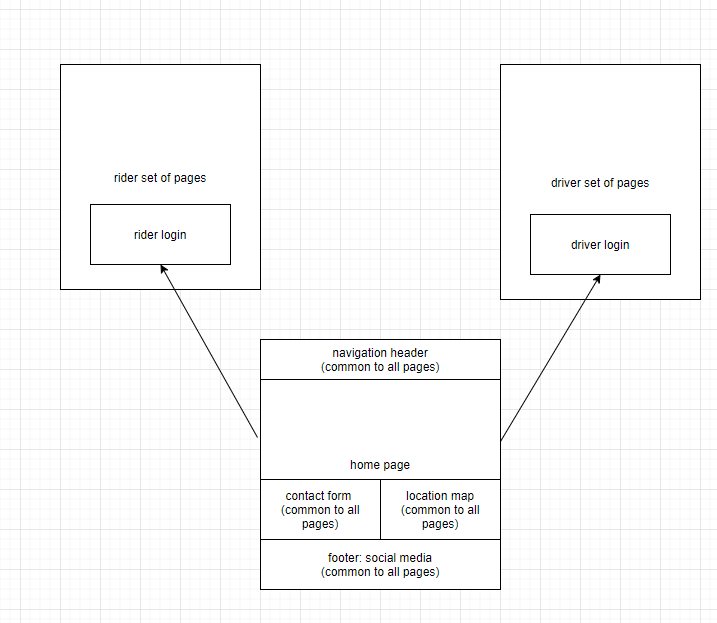 rider set of pages
driver set of pages
rider login
driver login
navigation header
(common to all pages)
home page
contact form
(common to all
pages)
location map
(common to all
pages)
footer: social media
(common to all pages)